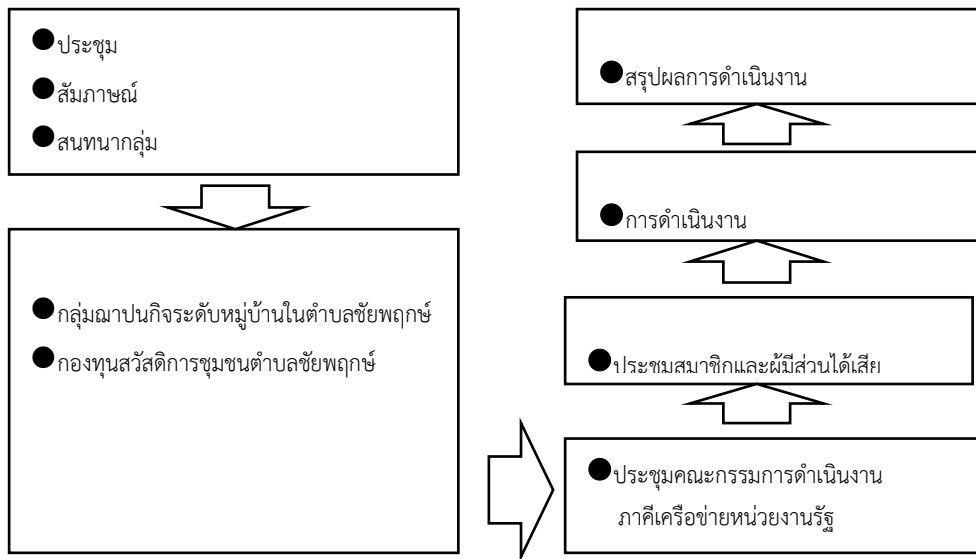 ●ประชุม
●สัมภาษณ์
●สนทนากลุ่ม
●กลุ่มฌาปนกิจระดับหมู่บ้านในตำบลชัยพฤกษ์
●กองทุนสวัสดิการชุมชนตำบลชัยพฤกษ์
●ประชุมคณะกรรมการดำเนินงาน
ภาคีเครือข่ายหน่วยงานรัฐ
●ประชุมสมาชิกและผู้มีส่วนได้เสีย
●การดำเนินงาน
●สรุปผลการดำเนินงาน